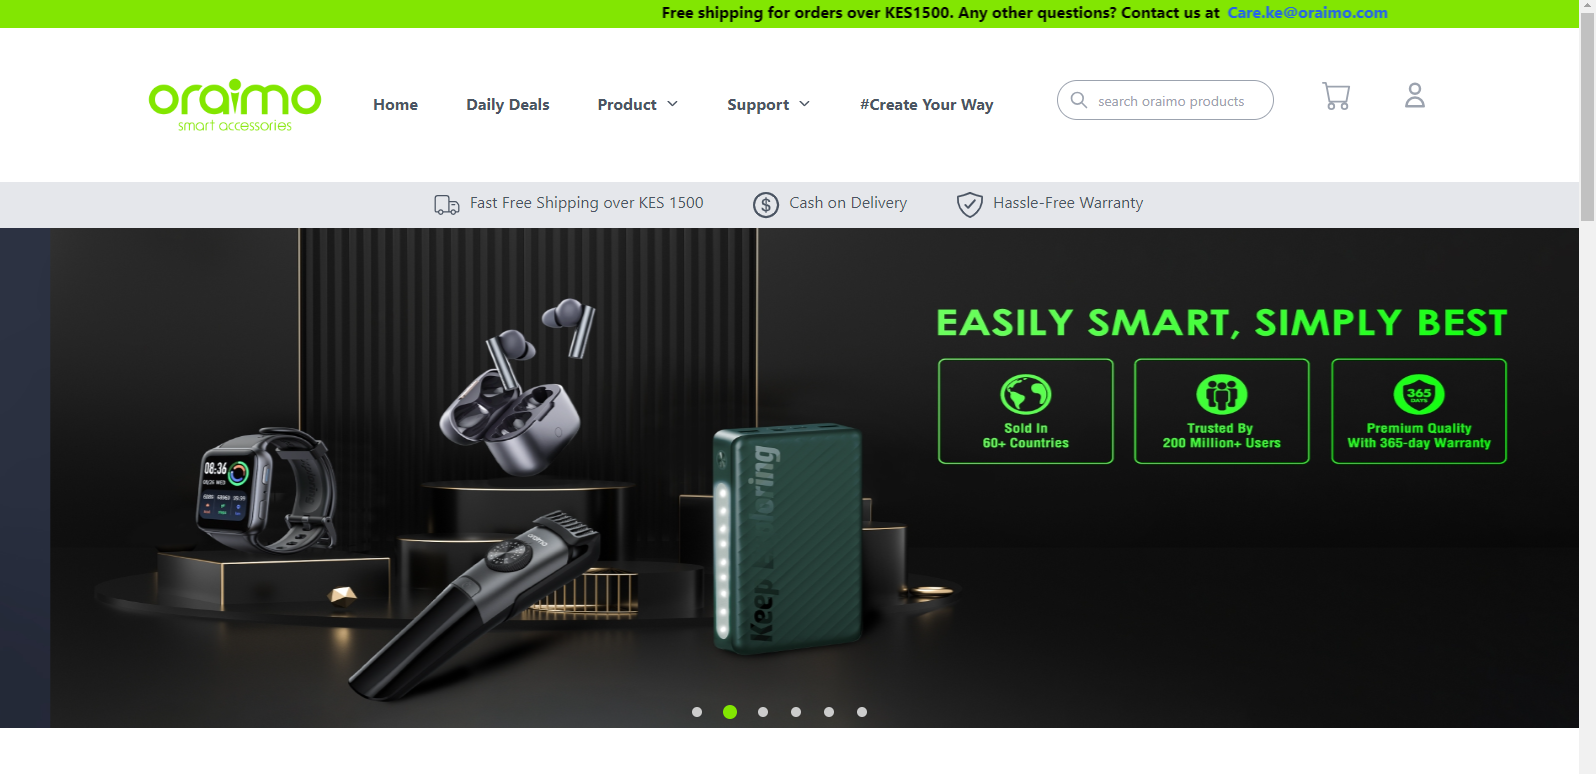 Free shipping for orders over KES1500. Any other questions? Contact us at Care.ke@oraimo.com
oraimo
smart accessories
Home
Daily Deals
Product
Support
#Create Your Way
search oraimo products
Fast Free Shipping over KES 1500
Cash on Delivery
Hassle-Free Warranty
EASILY SMART, SIMPLY BEST
Sold In
60+ Countries
Trusted By
200 Million+ Users
365
DAYS
Premium Quality
With 365-day Warranty
08:36
oraimo
Keep